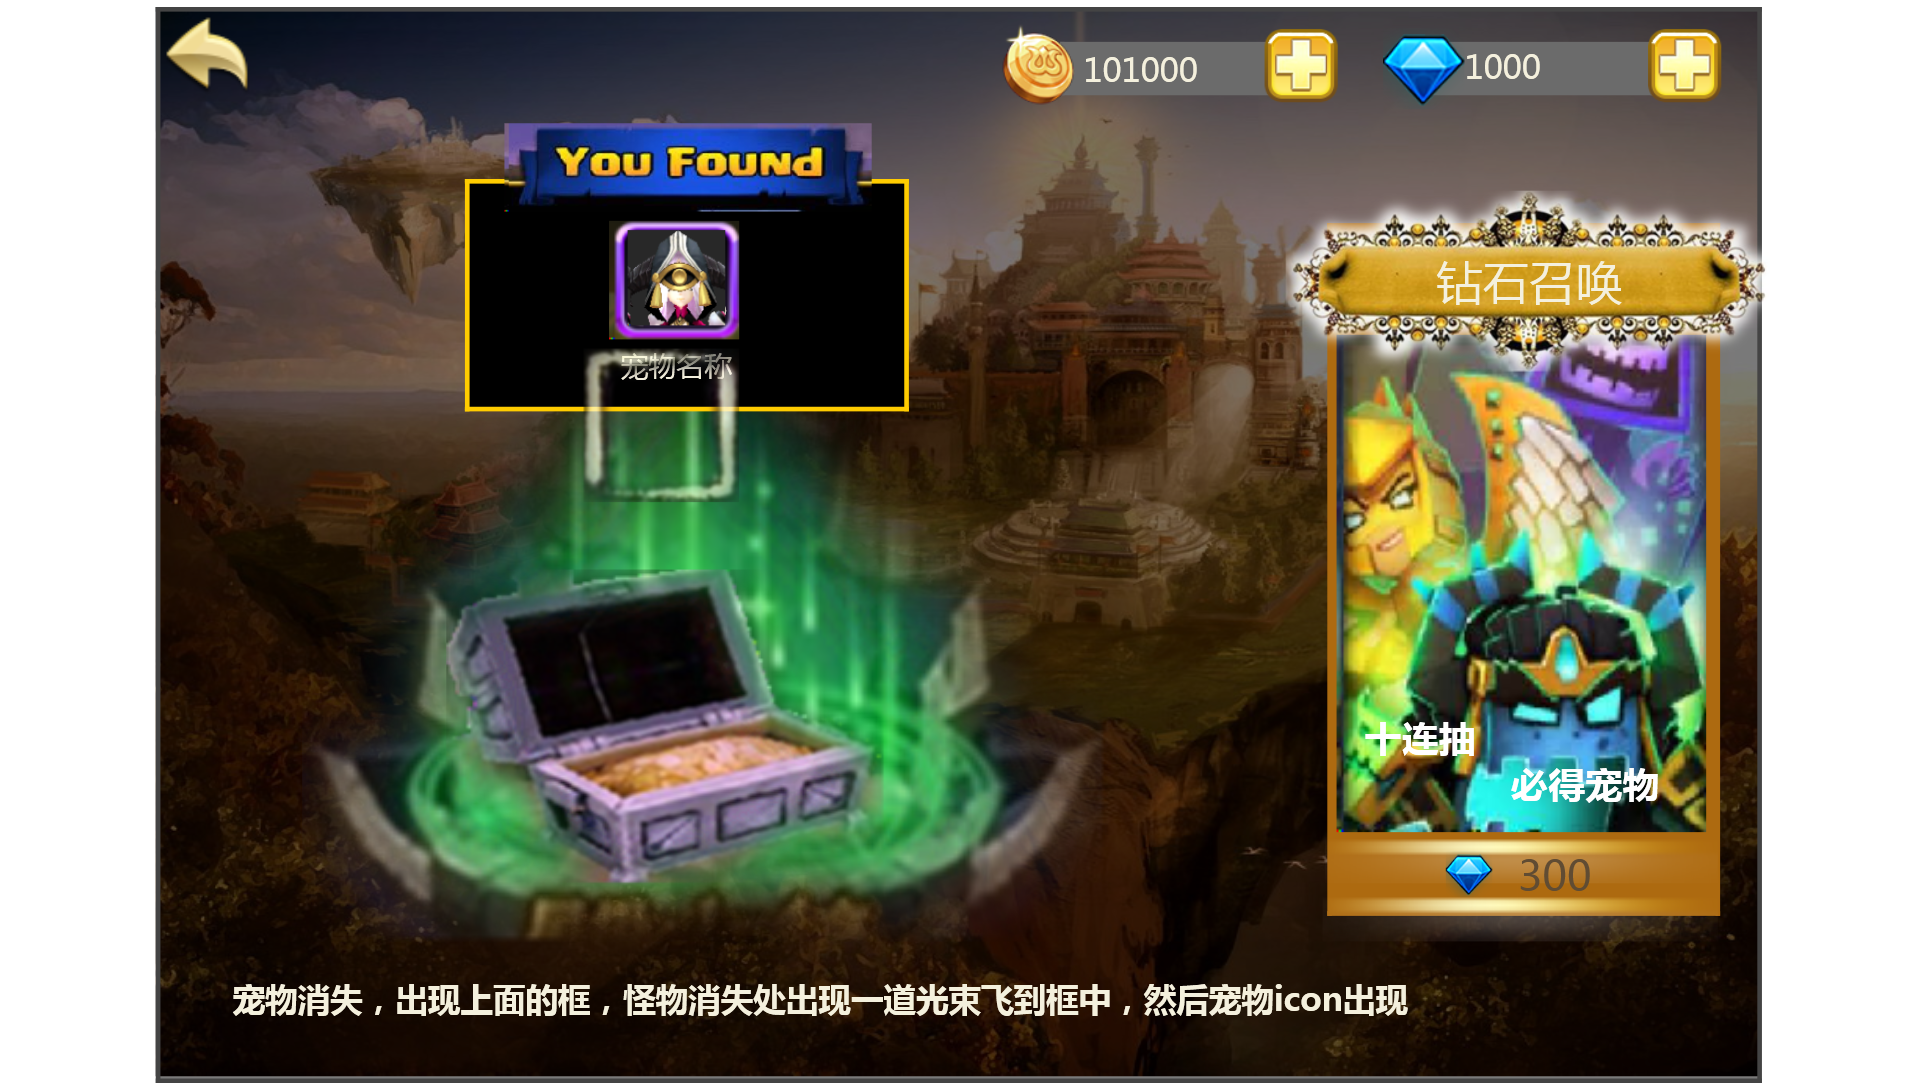 101000
1000
You Found
宠物名称
钻石召唤
十连抽
必得宠物
300
宠物消失，出现上面的框，怪物消失处出现一道光束飞到框中，然后宠物icon出现